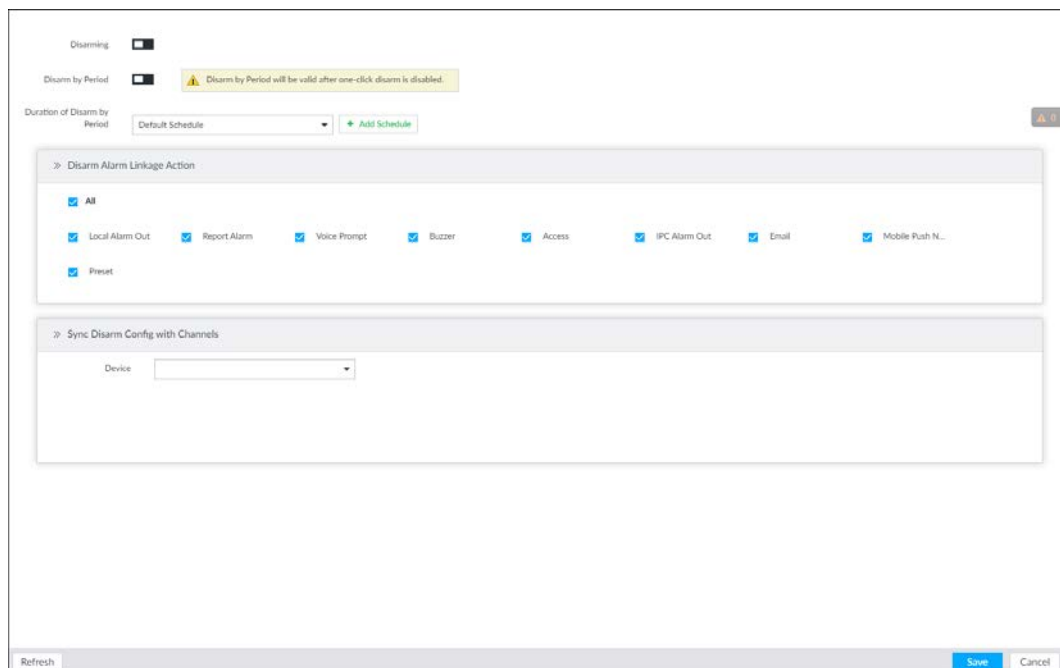 Disarming
Disarm by Period
Disarm by Period will be valid after one-click disarm is disabled.
Duration of Disarm by
Period
Default Schedule
+ Add Schedule
0
» Disarm Alarm Linkage Action
All
Local Alarm Out Report Alarm Voice Prompt Buzzer Access IPC Alarm Out Email Mobile Push N...
Preset
» Sync Disarm Config with Channels
Device
Refresh Save Cancel